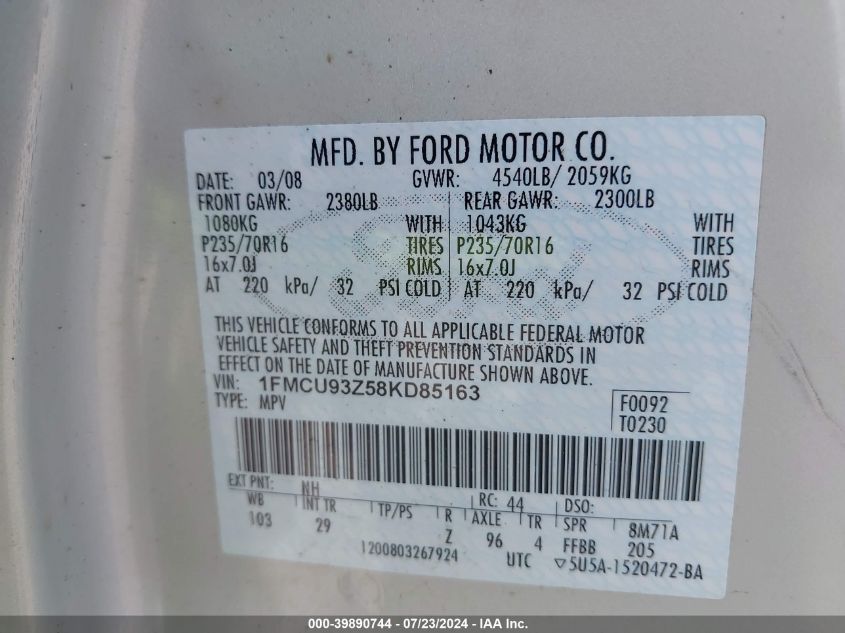 MFD. BY FORD MOTOR CO.
DATE: 03/08 GVWR: 4540LB/ 2059KG
FRONT GAWR: 2380LB REAR GAWR: 2300LB
1080KG WITH 1043KG WITH
P235/70R16 TIRES P235/70R16 TIRES
16x7.0J RIMS 16x7.0J RIMS
AT 220 kPa/ 32 PSI COLD AT 220 kPa/ 32 PSI COLD
THIS VEHICLE CONFORMS TO ALL APPLICABLE FEDERAL MOTOR
VEHICLE SAFETY AND THEFT PREVENTION STANDARDS IN
EFFECT ON THE DATE OF MANUFACTURE SHOWN ABOVE.
VIN: 1FMCU93Z58KD85163
TYPE: MPV F0092
T0230
EXT PNT: NH RC: 44 DSO:
WB INT TR TP/PS R AXLE TR SPR 8M71A
103 29 Z 96 4 FFBB 205
1200803267924 UTC ▽5U5A-1520472-BA
000-39890744 - 07/23/2024 - IAA Inc.